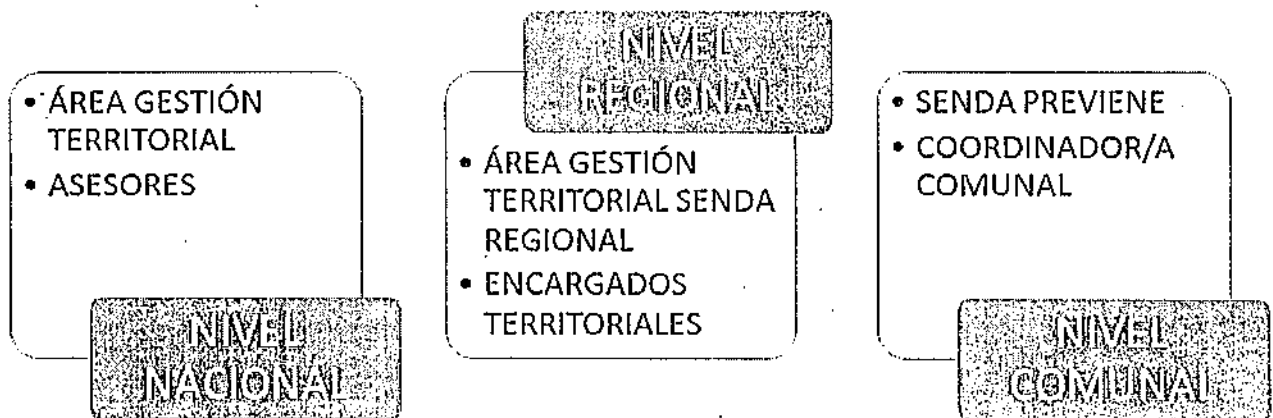 • ÁREA GESTIÓN
TERRITORIAL
• ASESORES
NIVEL
NACIONAL
NIVEL
REGIONAL
• ÁREA GESTIÓN
TERRITORIAL SENDA
REGIONAL
• ENCARGADOS
TERRITORIALES
• SENDA PREVIENE
• COORDINADOR/A
COMUNAL
NIVEL
COMUNAL